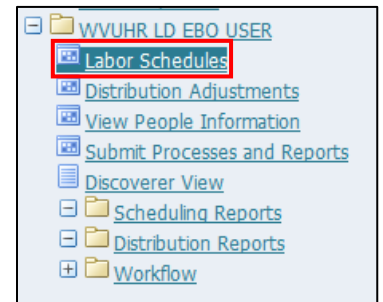 WVUHR LD EBO USER
Labor Schedules
Distribution Adjustments
View People Information
Submit Processes and Reports
Discoverer View
Scheduling Reports
Distribution Reports
Workflow